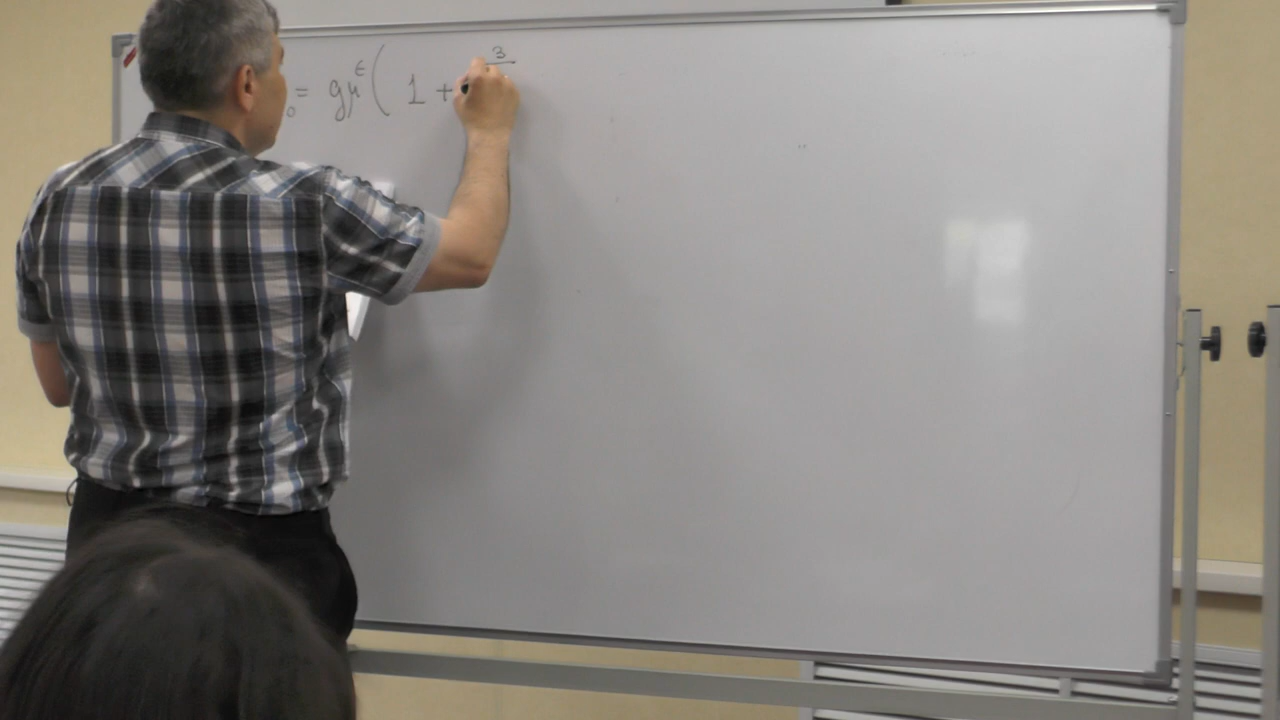 ₀ = gμ^ϵ ( 1 + 3